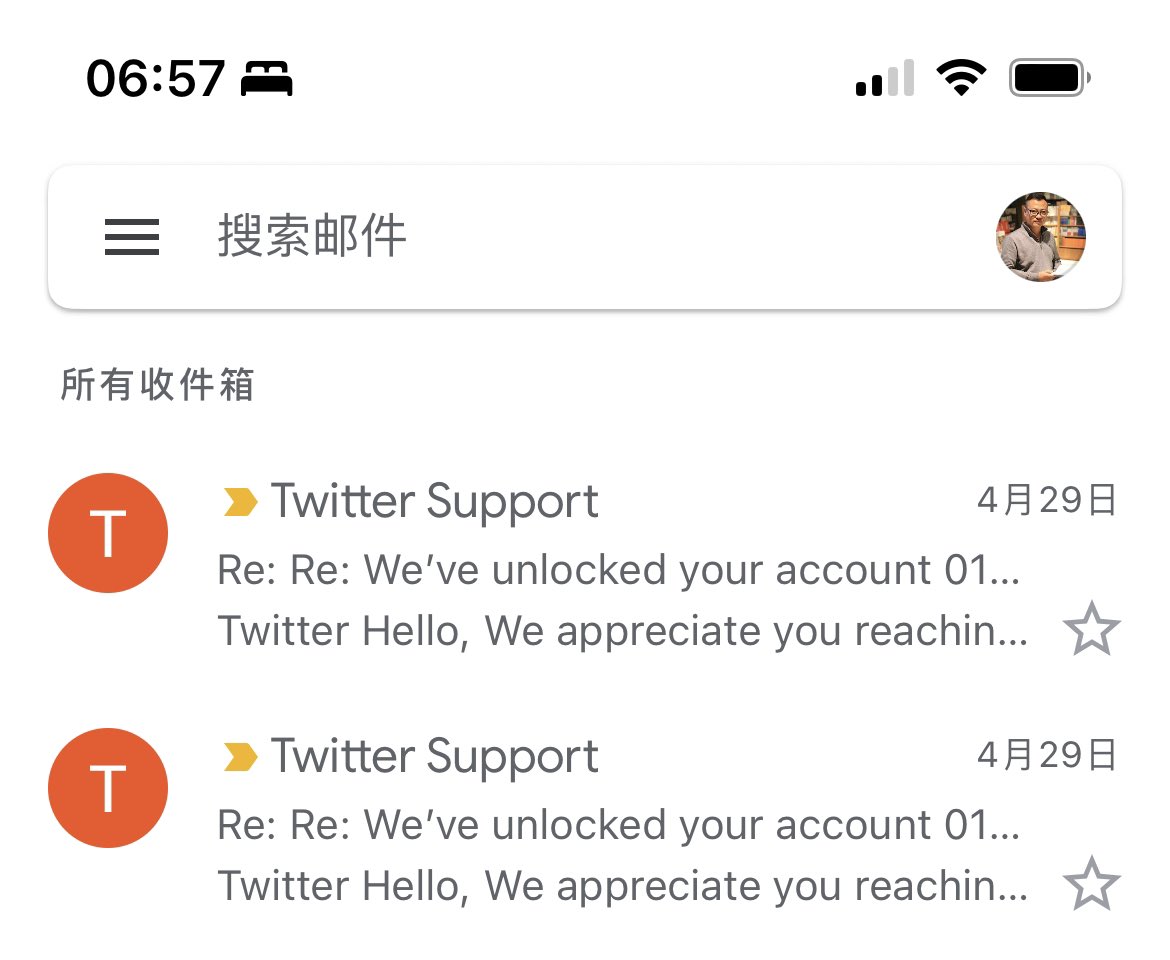 06:57
搜索邮件
所有收件箱
T
Twitter Support
4月29日
Re: Re: We’ve unlocked your account 01...
Twitter Hello, We appreciate you reachin...
T
Twitter Support
4月29日
Re: Re: We’ve unlocked your account 01...
Twitter Hello, We appreciate you reachin...